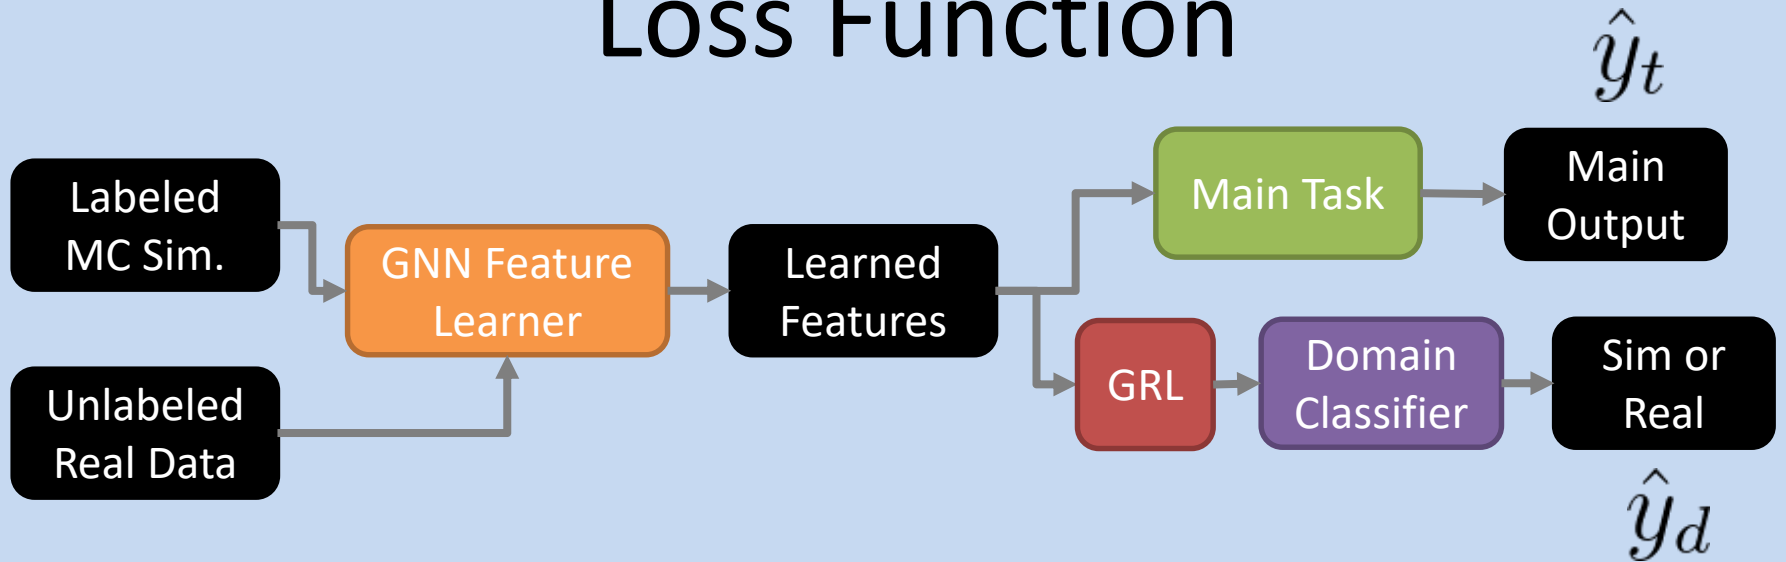 Loss Function
ŷt
Labeled
MC Sim.
GNN Feature
Learner
Learned
Features
Main Task
Main
Output
Unlabeled
Real Data
GRL
Domain
Classifier
Sim or
Real
ŷd